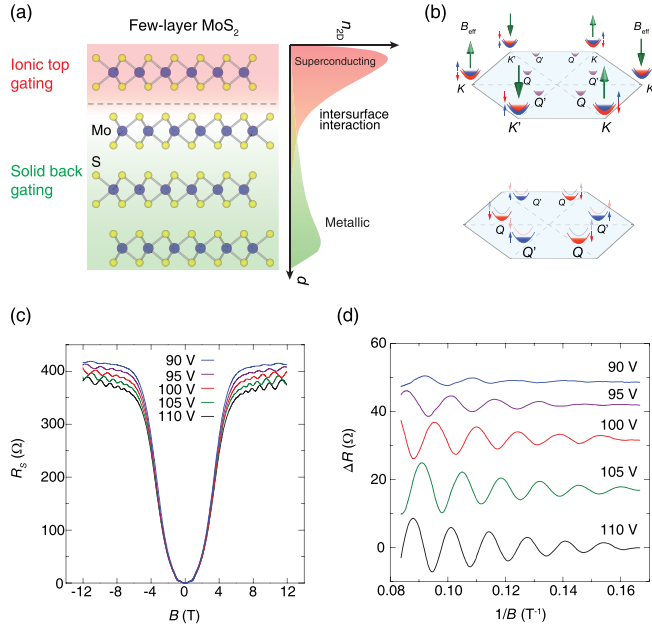 (a)
Few-layer MoS2
n2D
Ionic top
gating
Superconducting
intersurface
interaction
Mo
S
Solid back
gating
Metallic
d
(b)
Beff
Beff
K' Q' Q K
K Q Q' K'
Q' Q
K' K
Q' Q
Q Q'
Q' Q
(c)
RS (Ω)
400
300
200
100
0
90 V
95 V
100 V
105 V
110 V
-12 -8 -4 0 4 8 12
B (T)
(d)
ΔR (Ω)
60
40
20
0
90 V
95 V
100 V
105 V
110 V
0.08 0.10 0.12 0.14 0.16
1/B (T-1)